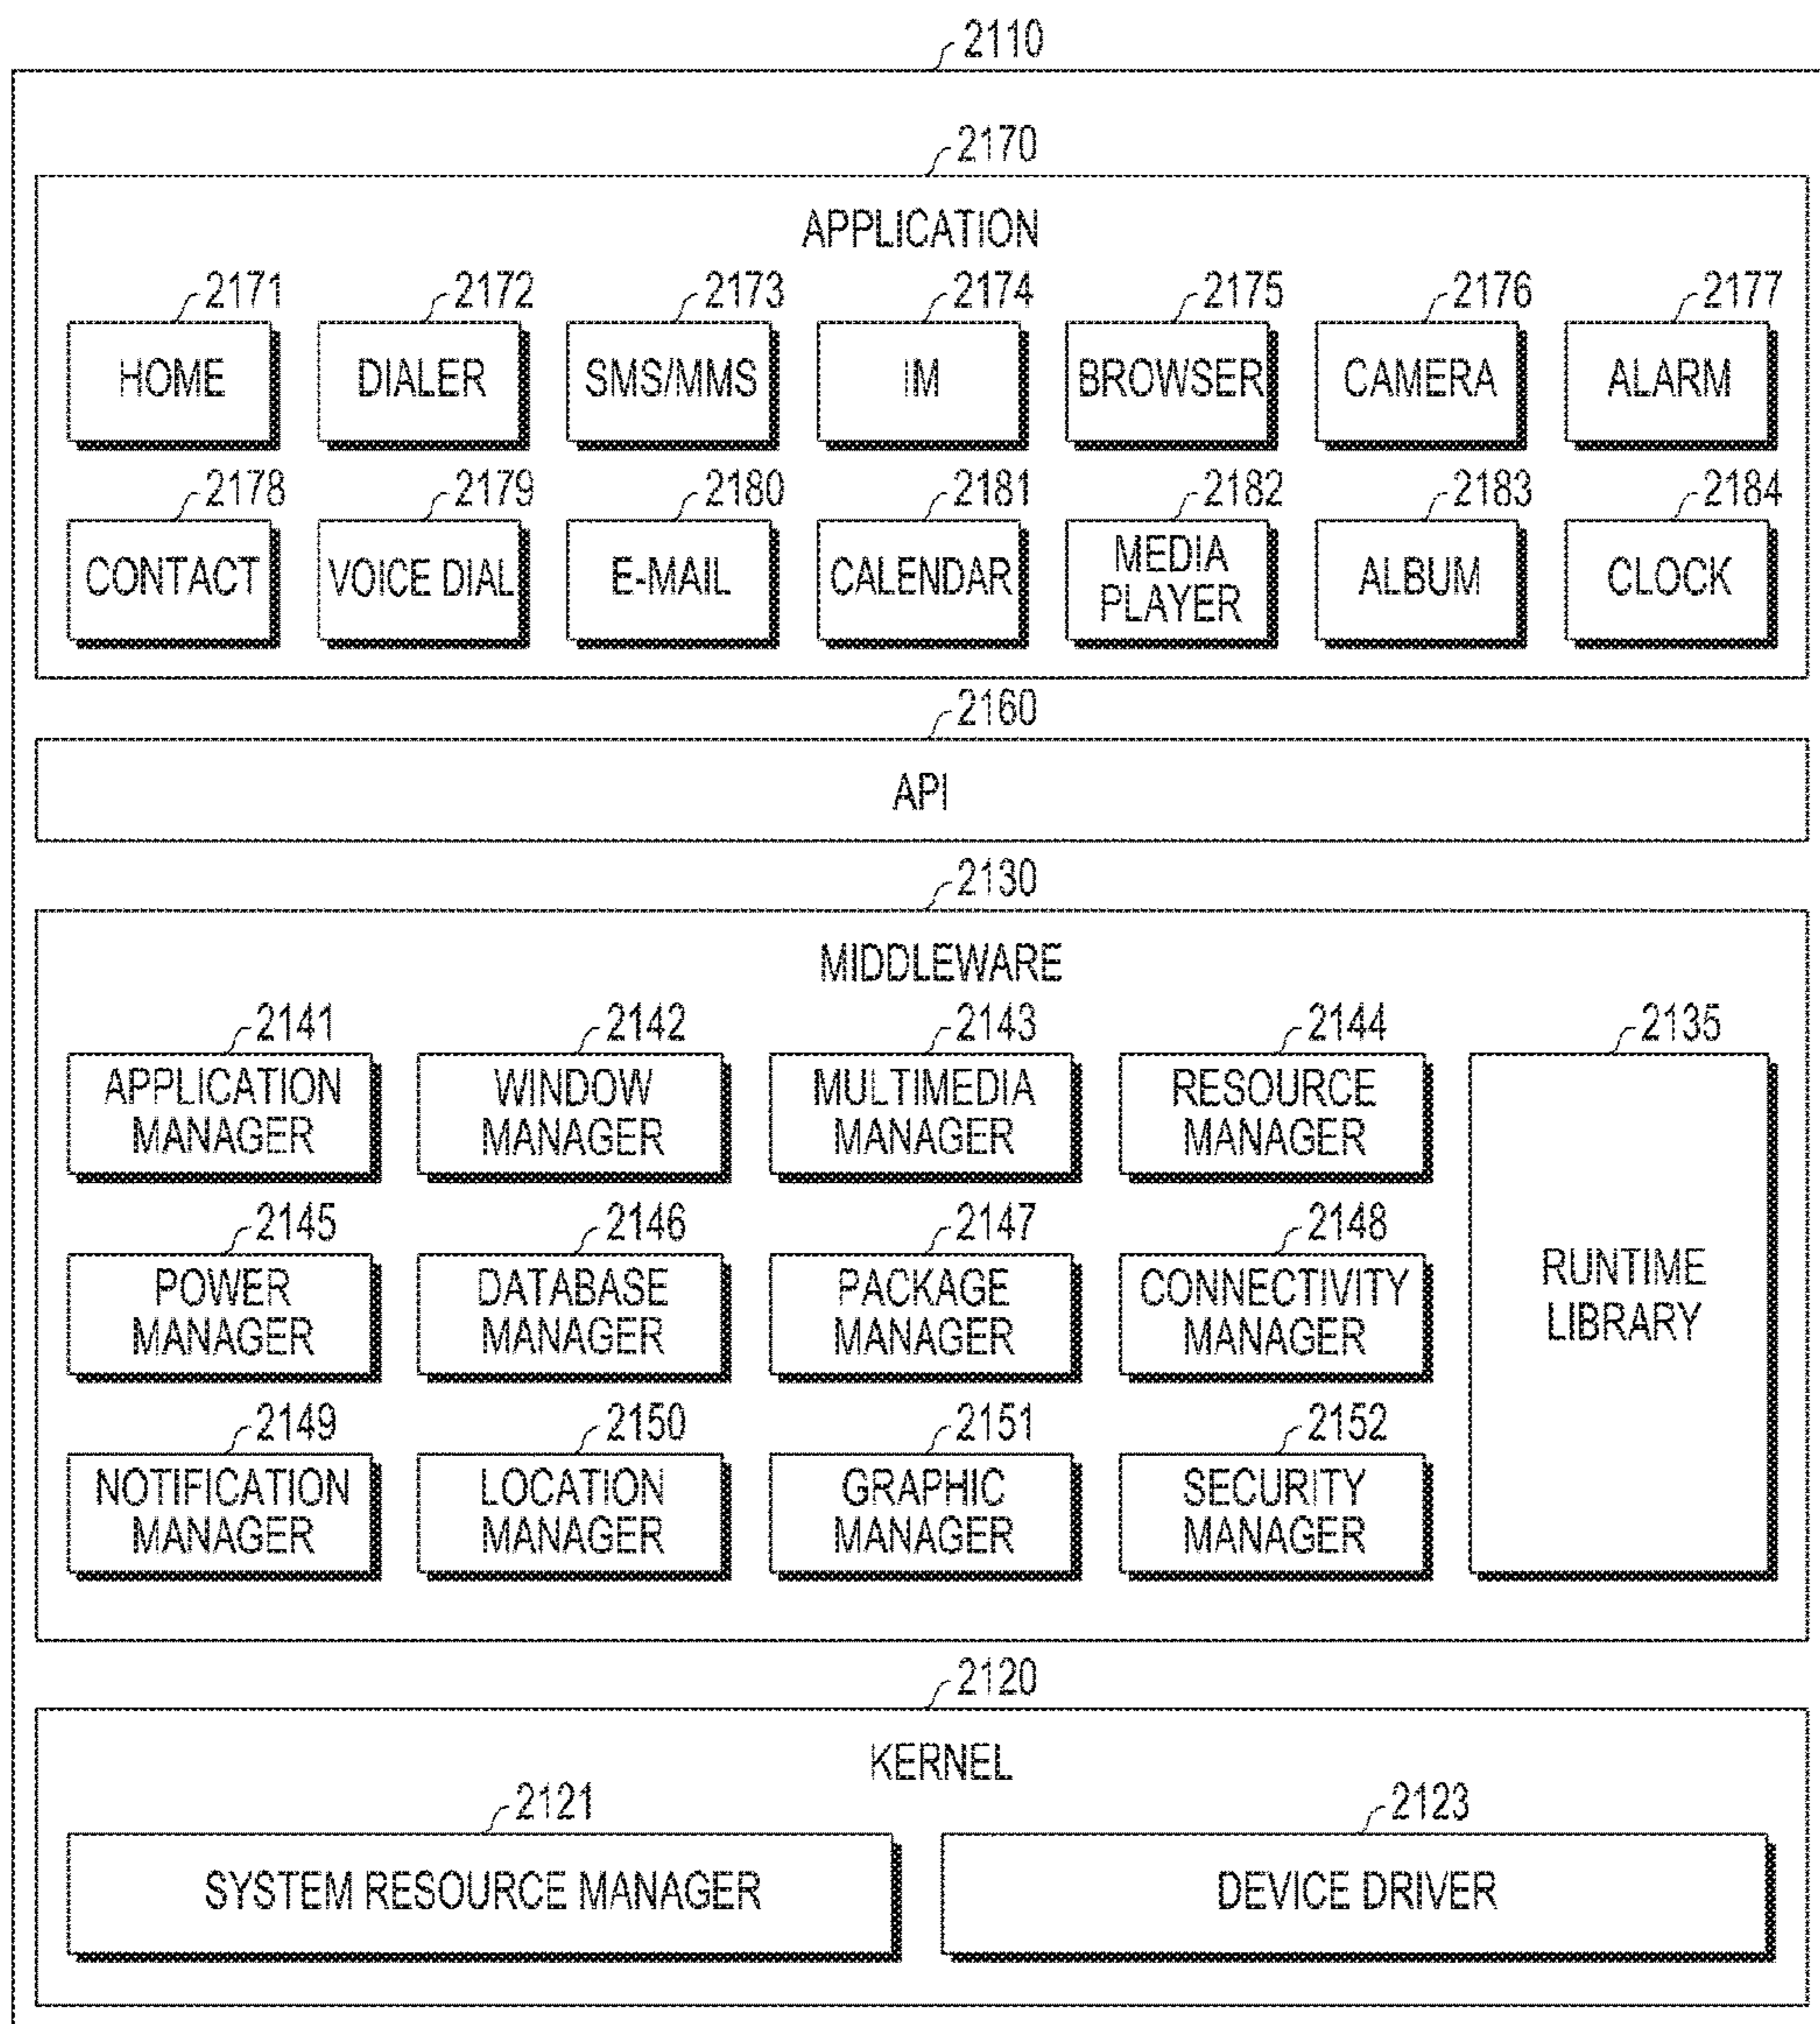 2110
2170
APPLICATION
2171 2172 2173 2174 2175 2176 2177
HOME DIALER SMS/MMS IM BROWSER CAMERA ALARM
2178 2179 2180 2181 2182 2183 2184
CONTACT VOICE DIAL E-MAIL CALENDAR MEDIA PLAYER ALBUM CLOCK
2160
API
2130
MIDDLEWARE
2141 2142 2143 2144 2135
APPLICATION MANAGER WINDOW MANAGER MULTIMEDIA MANAGER RESOURCE MANAGER
2145 2146 2147 2148
POWER MANAGER DATABASE MANAGER PACKAGE MANAGER CONNECTIVITY MANAGER RUNTIME LIBRARY
2149 2150 2151 2152
NOTIFICATION MANAGER LOCATION MANAGER GRAPHIC MANAGER SECURITY MANAGER
2120
KERNEL
2121 2123
SYSTEM RESOURCE MANAGER DEVICE DRIVER